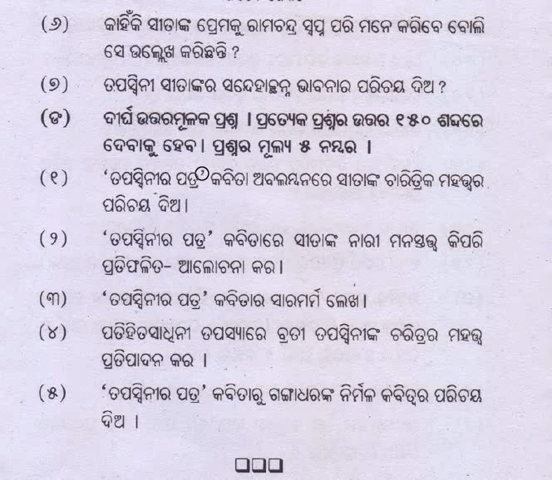 (୬) କାହିଁକି ସୀତାଙ୍କ ପ୍ରେମକୁ ରାମଚନ୍ଦ୍ର ସ୍ବପ୍ନ ପରି ମନେ କରିବେ ବୋଲି
ସେ ଉଲ୍ଲେଖ କରିଛନ୍ତି ?
(୭) ତପସ୍ୱିନୀ ସୀତାଙ୍କର ସନ୍ଦେହାଚ୍ଛନ୍ନ ଭାବନାର ପରିଚୟ ଦିଅ ?
(ଙ) ଦୀର୍ଘ ଉତ୍ତରମୂଳକ ପ୍ରଶ୍ନ । ପ୍ରତ୍ୟେକ ପ୍ରଶ୍ନର ଉତ୍ତର ୧୫୦ ଶବ୍ଦରେ
ଦେବାକୁ ହେବ । ପ୍ରଶ୍ନର ମୂଲ୍ୟ ୫ ନମ୍ବର ।
(୧) ‘ତପସ୍ୱିନୀର ପତ୍ର’ କବିତା ଅବଲମ୍ବନରେ ସୀତାଙ୍କ ଚାରିତ୍ରିକ ମହତ୍ତ୍ୱର
ପରିଚୟ ଦିଅ ।
(୨) ‘ତପସ୍ୱିନୀର ପତ୍ର’ କବିତାରେ ସୀତାଙ୍କ ନାରୀ ମନସ୍ତତ୍ତ୍ୱ କିପରି
ପ୍ରତିଫଳିତ- ଆଲୋଚନା କର ।
(୩) ‘ତପସ୍ୱିନୀର ପତ୍ର’ କବିତାର ସାରମର୍ମ ଲେଖ ।
(୪) ପତିହିତସାଧିନୀ ତପସ୍ୟାରେ ବ୍ରତୀ ତପସ୍ୱିନୀଙ୍କ ଚରିତ୍ରର ମହତ୍ତ୍ୱ
ପ୍ରତିପାଦନ କର ।
(୫) ‘ତପସ୍ୱିନୀର ପତ୍ର’ କବିତାରୁ ଗଙ୍ଗାଧରଙ୍କ ନିର୍ମଳ କବିତ୍ୱର ପରିଚୟ
ଦିଅ ।